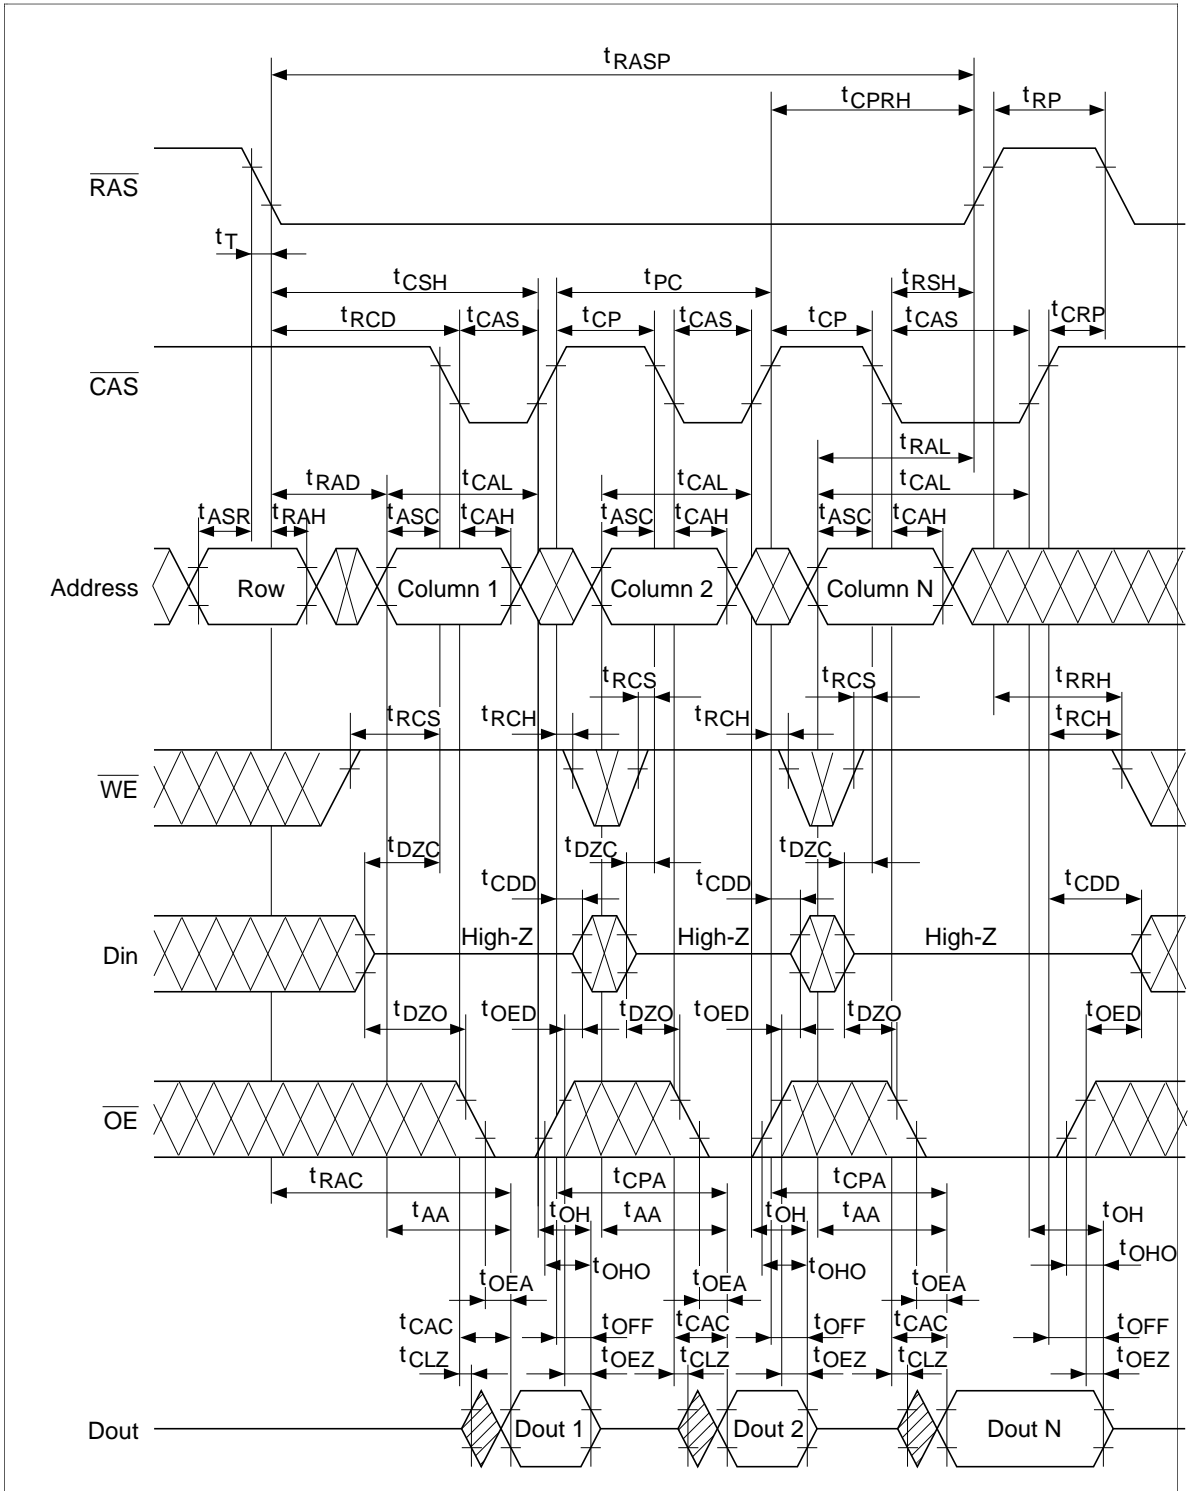 tRASP
tCPRH tRP
RAS
tT
tCSH tPC tRSH
tRCD tCAS tCP tCAS tCP tCAS tCRP
CAS
tRAL
tRAD tCAL tCAL tCAL
tASR tRAH tASC tCAH tASC tCAH tASC tCAH
Address Row Column 1 Column 2 Column N
tRCS tRCS tRRH
tRCS tRCH tRCH tRCH
WE
tDZC tDZC tDZC
tCDD tCDD tCDD
High-Z High-Z High-Z
Din
tDZO tOED tDZO tOED tDZO tOED
OE
tRAC tCPA tCPA
tAA tOH tAA tOH tAA tOH
tOHO tOHO tOHO
tOEA tOEA tOEA
tCAC tOFF tCAC tOFF tCAC tOFF
tCLZ tOEZ tCLZ tOEZ tCLZ tOEZ
Dout Dout 1 Dout 2 Dout N